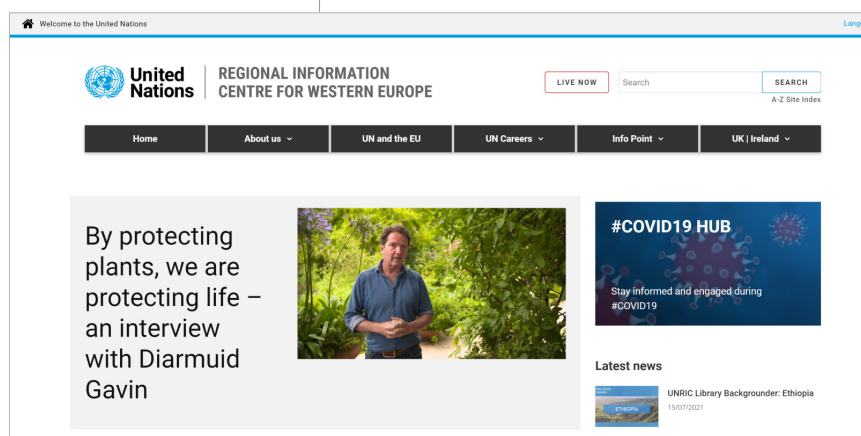 Welcome to the United Nations
United
Nations
REGIONAL INFORMATION
CENTRE FOR WESTERN EUROPE
LIVE NOW
Search
SEARCH
A-Z Site Index
Home
About us
UN and the EU
UN Careers
Info Point
UK | Ireland
By protecting
plants, we are
protecting life –
an interview
with Diarmuid
Gavin
#COVID19 HUB
Stay informed and engaged during
#COVID19
Latest news
ETHIOPIA
UNRIC Library Backgrounder: Ethiopia
15/07/2021